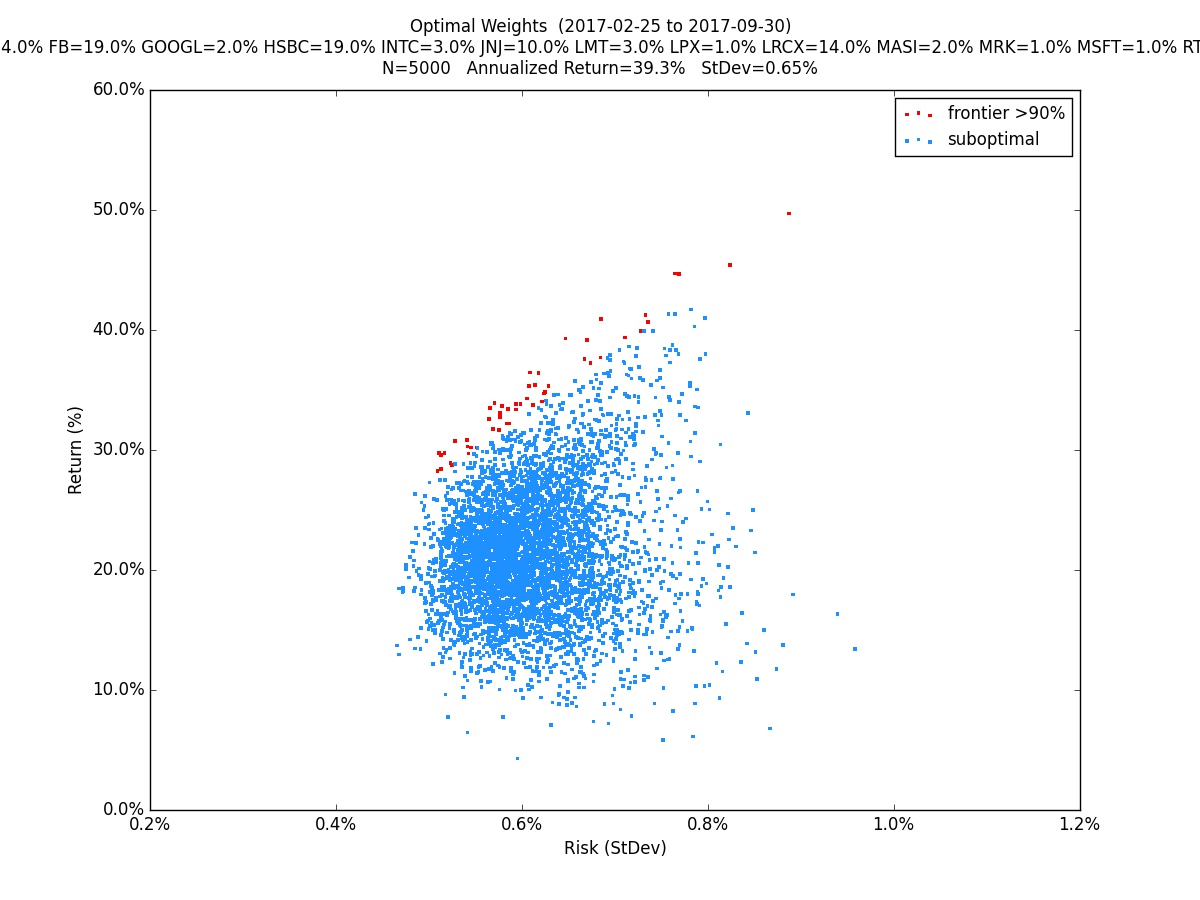 Optimal Weights (2017-02-25 to 2017-09-30)
4.0% FB=19.0% GOOGL=2.0% HSBC=19.0% INTC=3.0% JNJ=10.0% LMT=3.0% LPX=1.0% LRCX=14.0% MASI=2.0% MRK=1.0% MSFT=1.0% RT
N=5000 Annualized Return=39.3% StDev=0.65%
60.0%
frontier >90%
suboptimal
50.0%
40.0%
30.0%
20.0%
10.0%
0.0%
Return (%)
0.2% 0.4% 0.6% 0.8% 1.0% 1.2%
Risk (StDev)